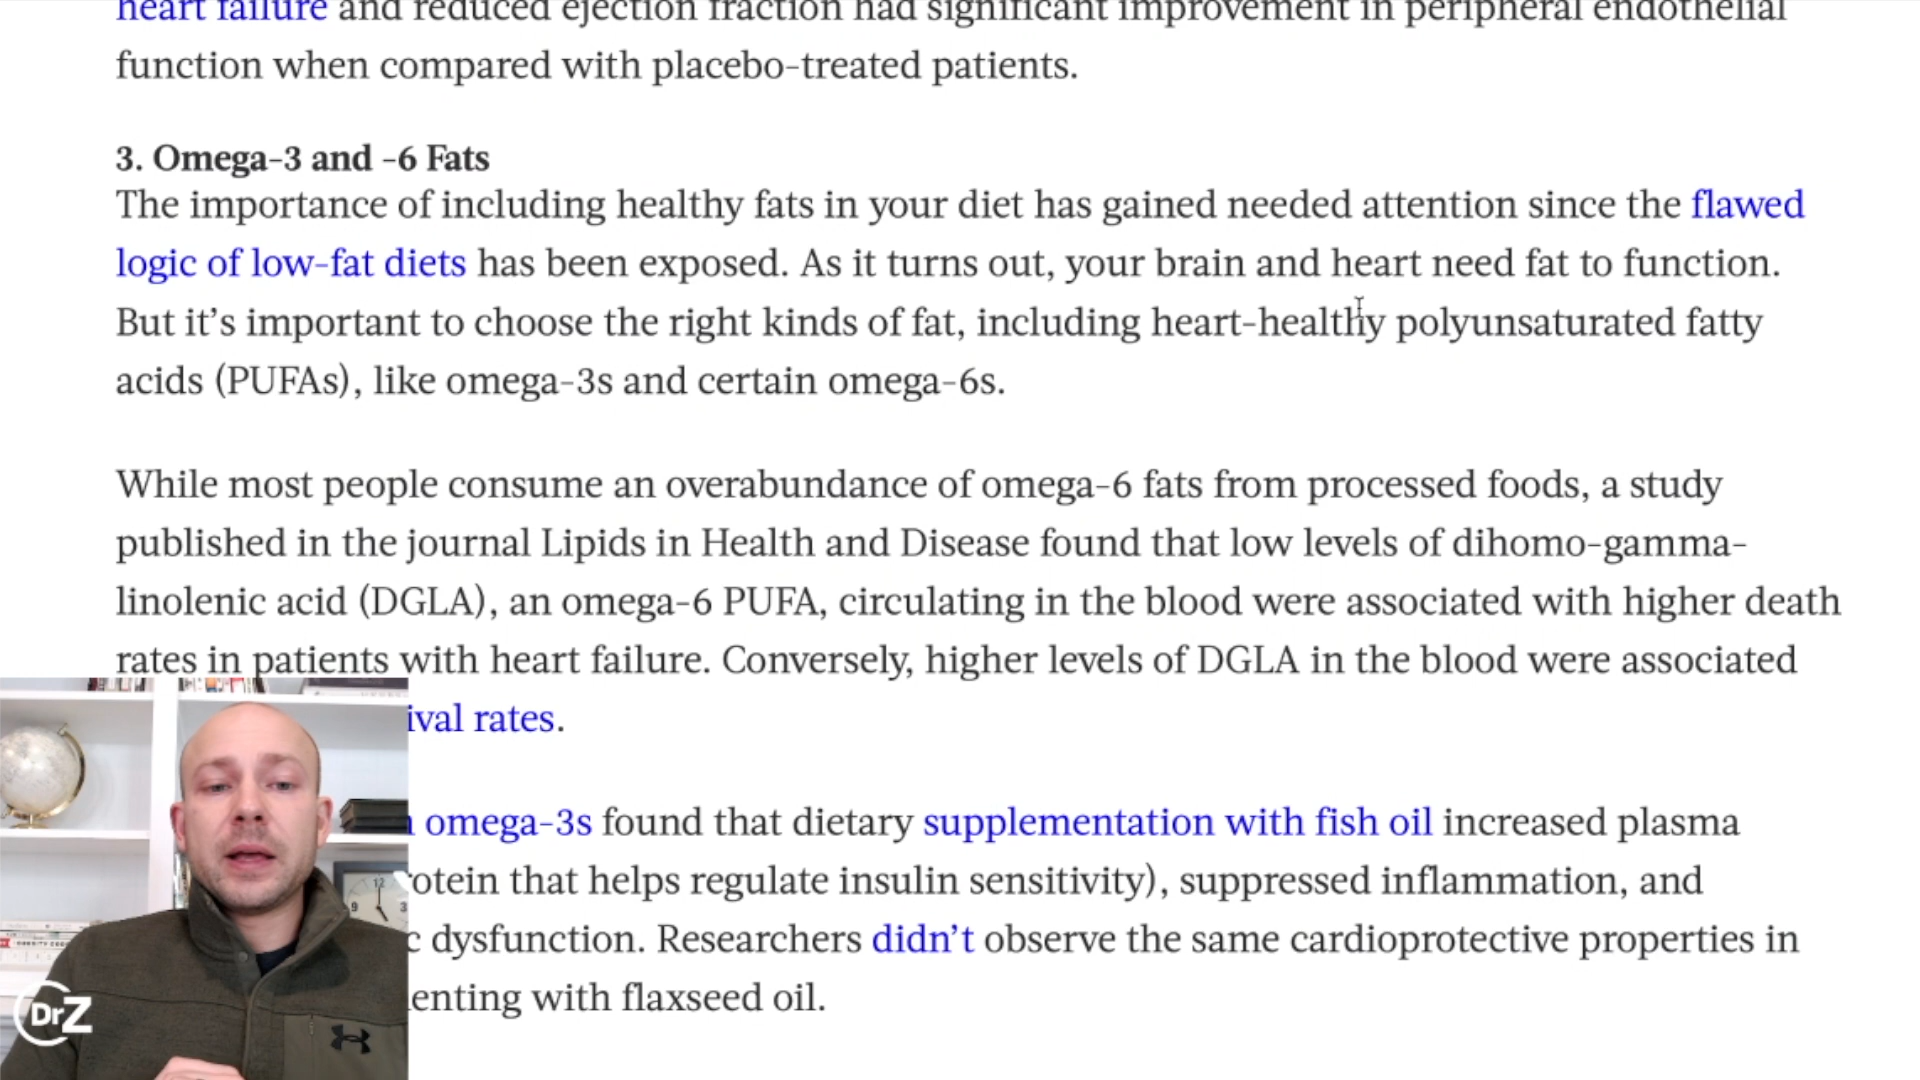 heart failure and reduced ejection fraction had significant improvement in peripheral endothelial
function when compared with placebo-treated patients.
3. Omega-3 and -6 Fats
The importance of including healthy fats in your diet has gained needed attention since the flawed
logic of low-fat diets has been exposed. As it turns out, your brain and heart need fat to function.
But it’s important to choose the right kinds of fat, including heart-healthy polyunsaturated fatty
acids (PUFAs), like omega-3s and certain omega-6s.
While most people consume an overabundance of omega-6 fats from processed foods, a study
published in the journal Lipids in Health and Disease found that low levels of dihomo-gamma-
linolenic acid (DGLA), an omega-6 PUFA, circulating in the blood were associated with higher death
rates in patients with heart failure. Conversely, higher levels of DGLA in the blood were associated
ival rates.
omega-3s found that dietary supplementation with fish oil increased plasma
otein that helps regulate insulin sensitivity), suppressed inflammation, and
c dysfunction. Researchers didn’t observe the same cardioprotective properties in
enting with flaxseed oil.
12
9 3
DrZ